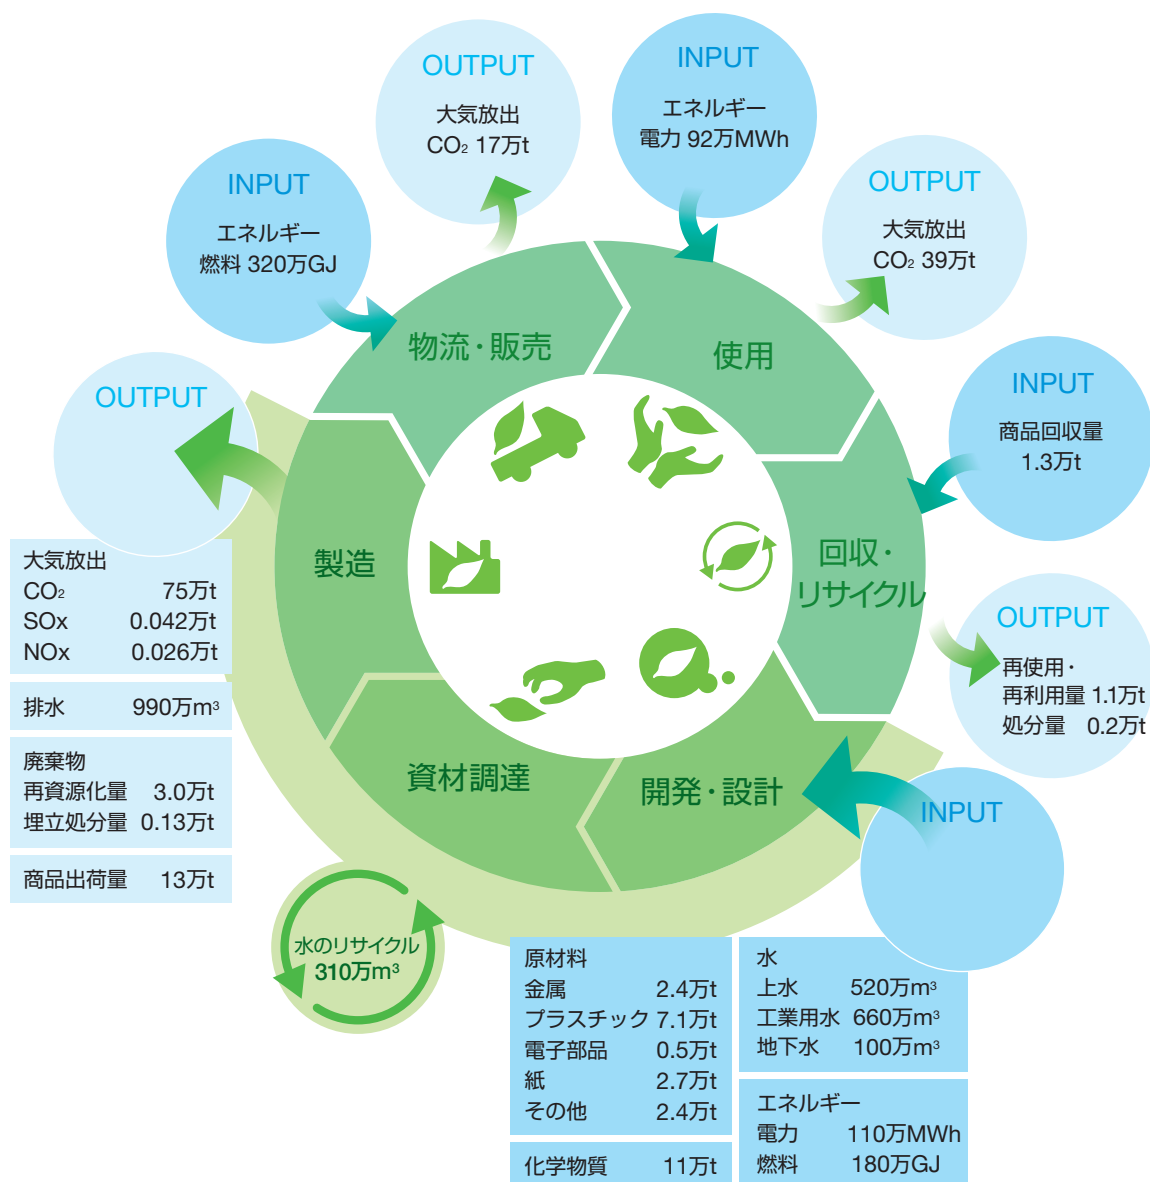 OUTPUT
大気放出
CO₂ 17万t
INPUT
エネルギー
電力 92万MWh
INPUT
エネルギー
燃料 320万GJ
OUTPUT
大気放出
CO₂ 39万t
物流・販売
使用
INPUT
商品回収量
1.3万t
回収・
リサイクル
OUTPUT
再使用・
再利用量 1.1万t
処分量 0.2万t
開発・設計
INPUT
原材料
金属 2.4万t
プラスチック 7.1万t
電子部品 0.5万t
紙 2.7万t
その他 2.4万t
化学物質 11万t
水
上水 520万m³
工業用水 660万m³
地下水 100万m³
エネルギー
電力 110万MWh
燃料 180万GJ
資材調達
製造
水のリサイクル
310万m³
OUTPUT
大気放出
CO₂ 75万t
SOx 0.042万t
NOx 0.026万t
排水 990万m³
廃棄物
再資源化量 3.0万t
埋立処分量 0.13万t
商品出荷量 13万t